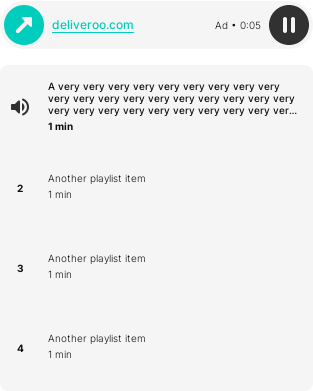 deliveroo.com
Ad • 0:05
A very very very very very very very very
very very very very very very very very very very
very very very very very very very very very ver...
1 min
2
Another playlist item
1 min
3
Another playlist item
1 min
4
Another playlist item
1 min